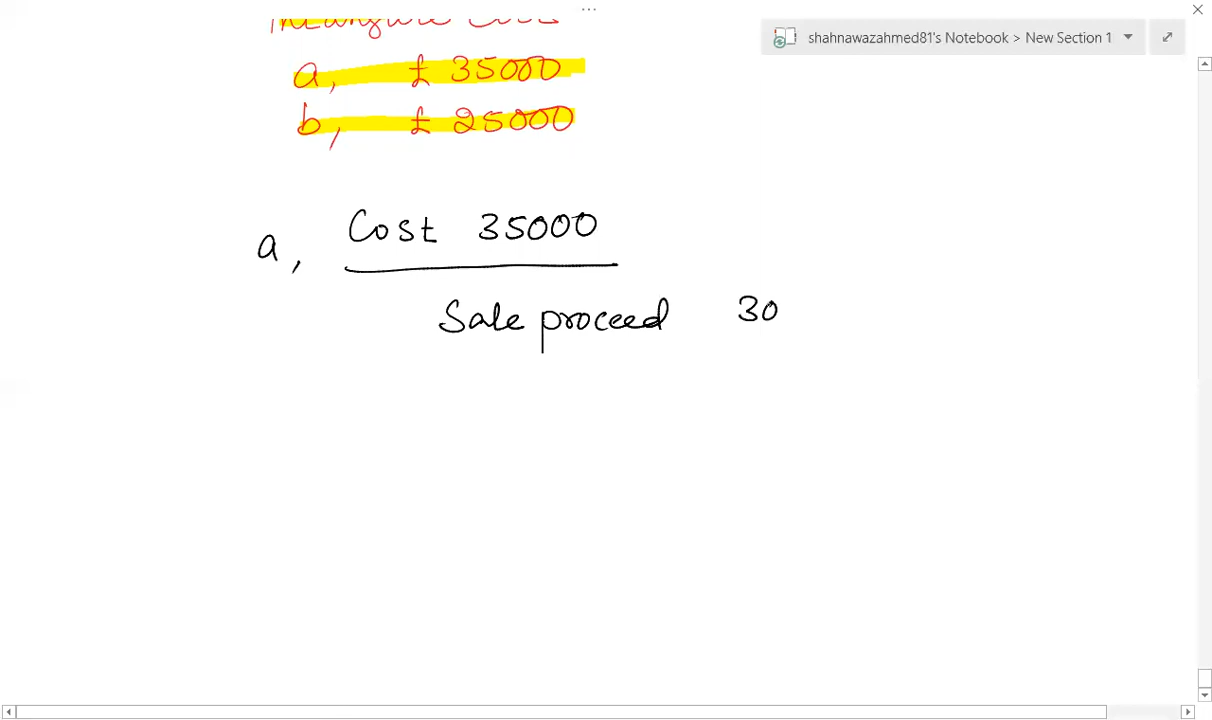 shahnawazahmed81's Notebook > New Section 1
a, £ 35000
b, £ 25000
a, Cost 35000
Sale proceed 30